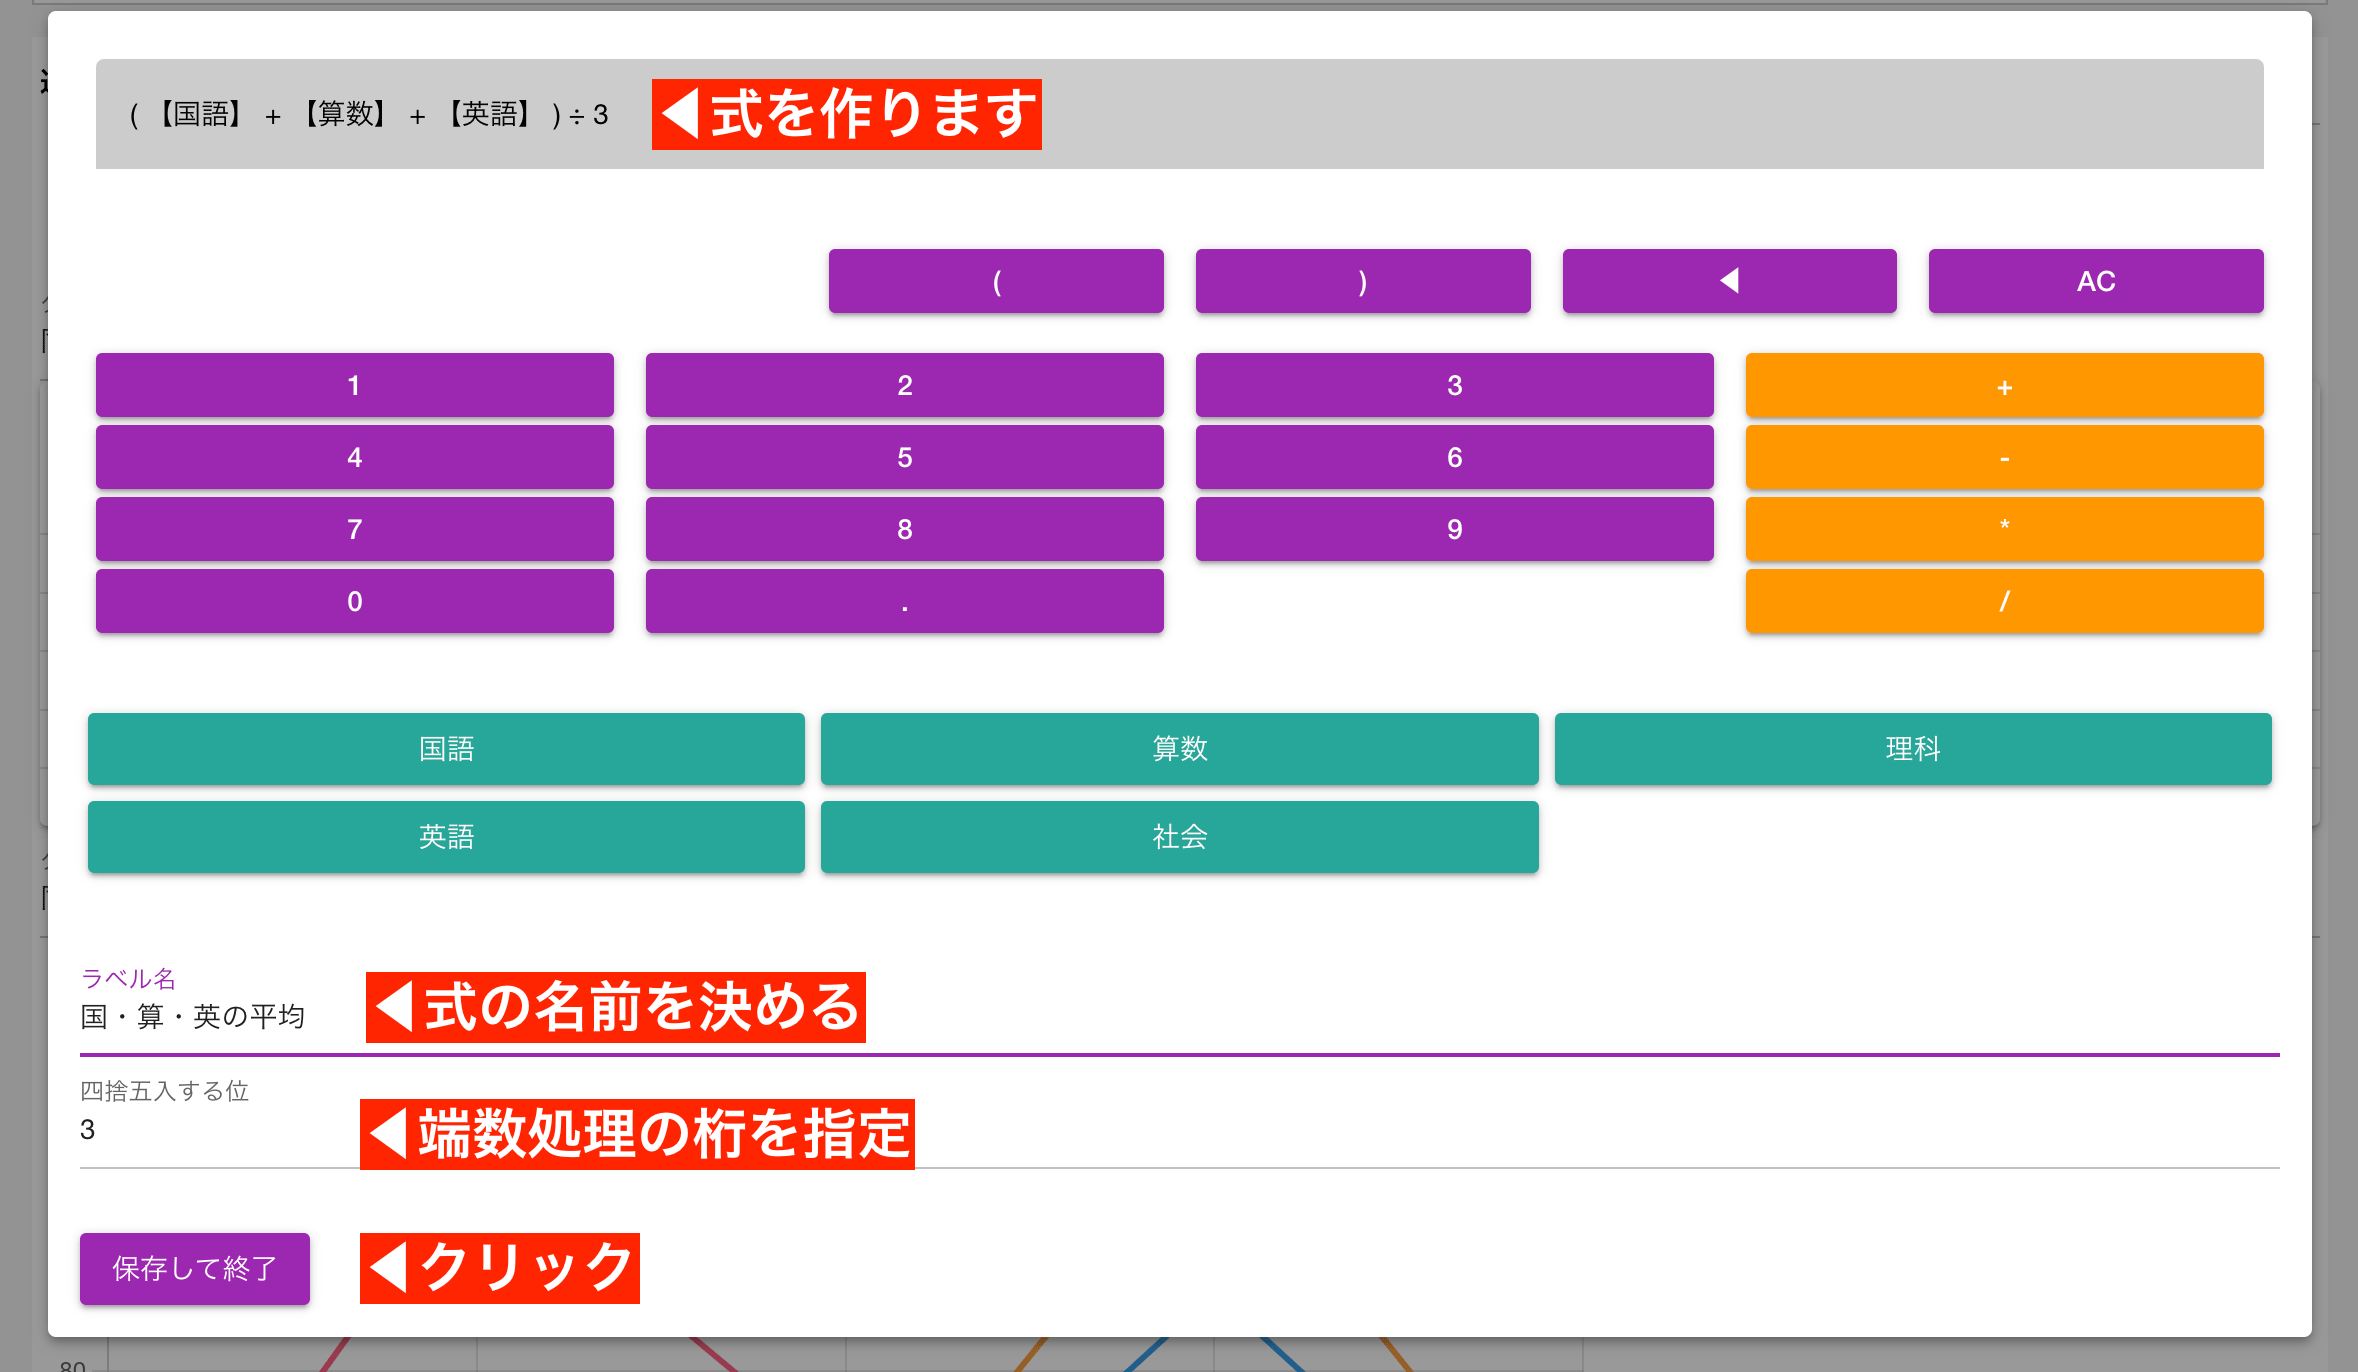 ( 【国語】 + 【算数】 + 【英語】 ) ÷ 3 ◀式を作ります
( ) ◀ AC
1 2 3 +
4 5 6 -
7 8 9 *
0 . /
国語 算数 理科
英語 社会
ラベル名
国・算・英の平均 ◀式の名前を決める
四捨五入する位
3 ◀端数処理の桁を指定
保存して終了 ◀クリック
80